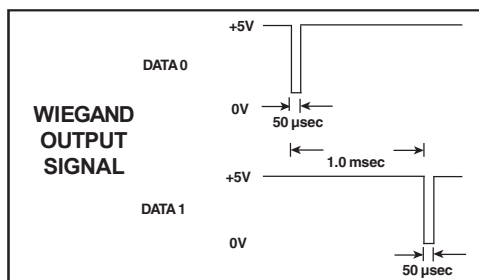 +5V
DATA 0
0V
50 µsec
WIEGAND
OUTPUT
SIGNAL
1.0 msec
+5V
DATA 1
0V
50 µsec